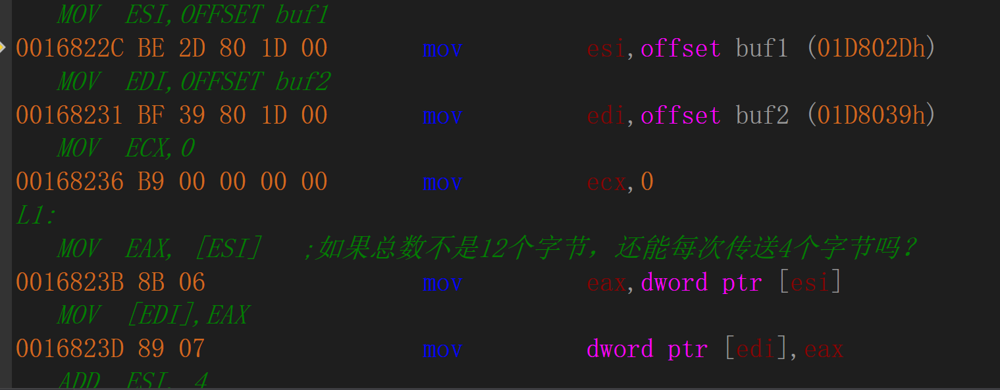 MOV ESI,OFFSET buf1
0016822C BE 2D 80 1D 00 mov esi,offset buf1 (01D802Dh)
MOV EDI,OFFSET buf2
00168231 BF 39 80 1D 00 mov edi,offset buf2 (01D8039h)
MOV ECX,0
00168236 B9 00 00 00 00 mov ecx,0
L1:
MOV EAX, [ESI] ;如果总数不是12个字节，还能每次传送4个字节吗？
0016823B 8B 06 mov eax,dword ptr [esi]
MOV [EDI],EAX
0016823D 89 07 mov dword ptr [edi],eax
ADD ESI, 4